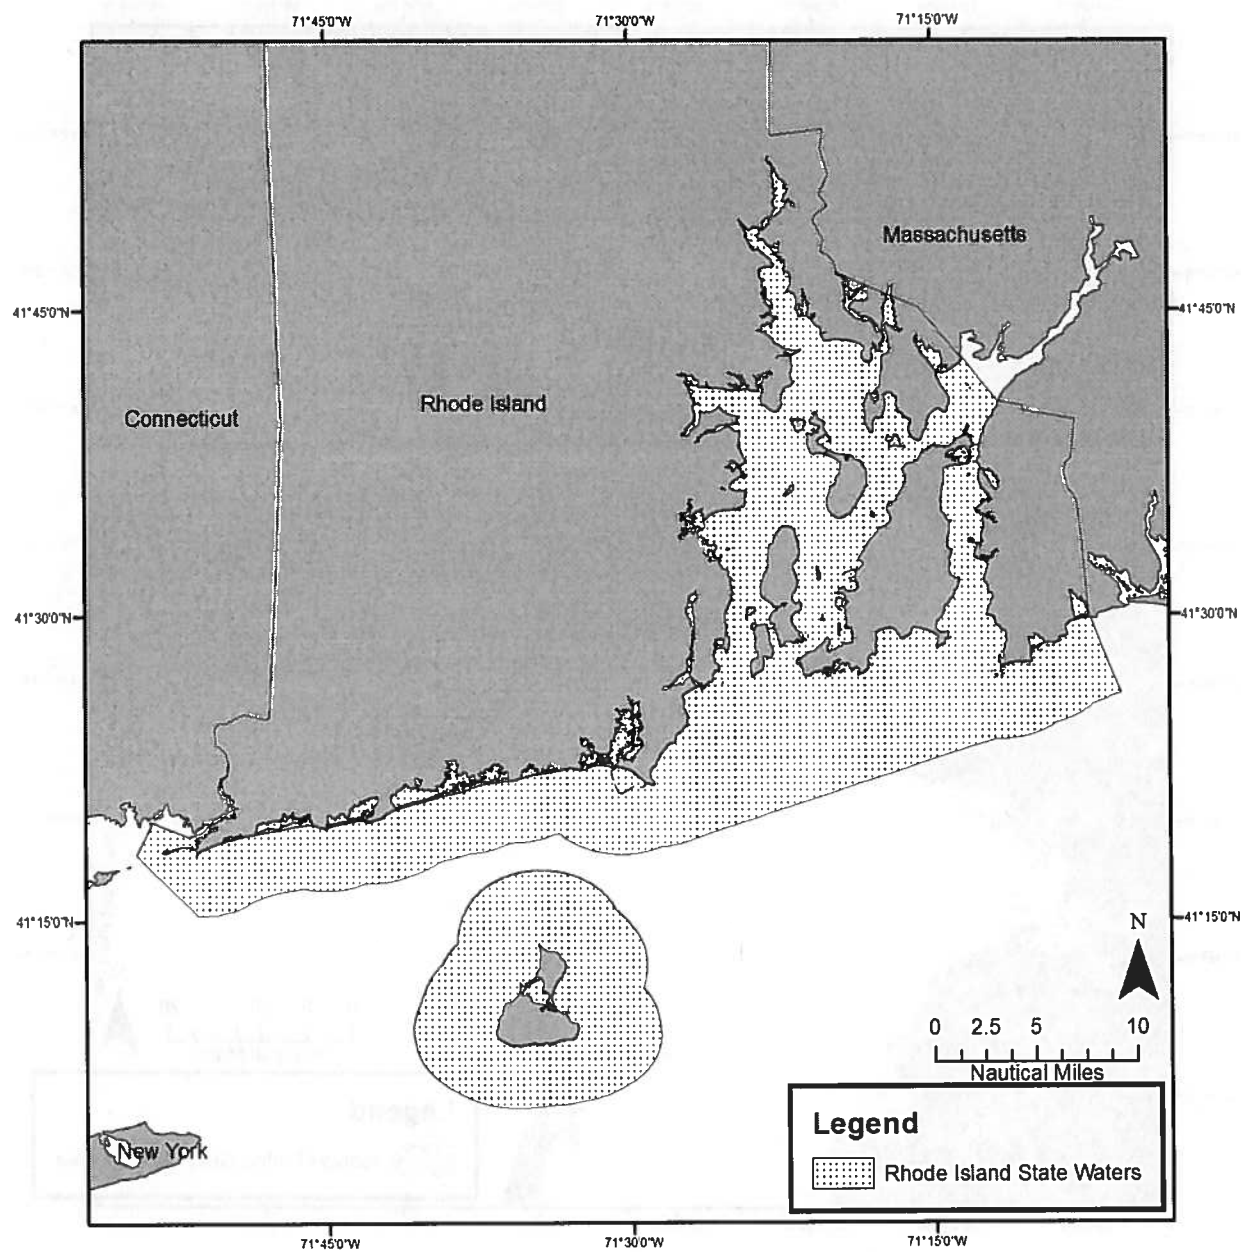 71°45'0"W 71°30'0"W 71°15'0"W
Massachusetts
41°45'0"N 41°45'0"N
Rhode Island
Connecticut
41°30'0"N 41°30'0"N
41°15'0"N 41°15'0"N
N
0 2.5 5 10
Nautical Miles
Legend
New York
Rhode Island State Waters
71°45'0"W 71°30'0"W 71°15'0"W